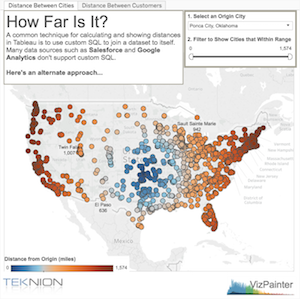 Distance Between Cities
Distance Between Customers
How Far Is It?
A common technique for calculating and showing distances
in Tableau is to use custom SQL to join a dataset to itself.
Many data sources such as Salesforce and Google
Analytics don't support custom SQL.
Here's an alternate approach...
1. Select an Origin City
Ponca City, Oklahoma
2. Filter to Show Cities that Within Range
0
1,574
Sault Sainte Marie
942
Twin Falls
1,007
El Paso
636
Mexico
Distance from Origin (miles)
0
1,574
TEKNION
VizPainter